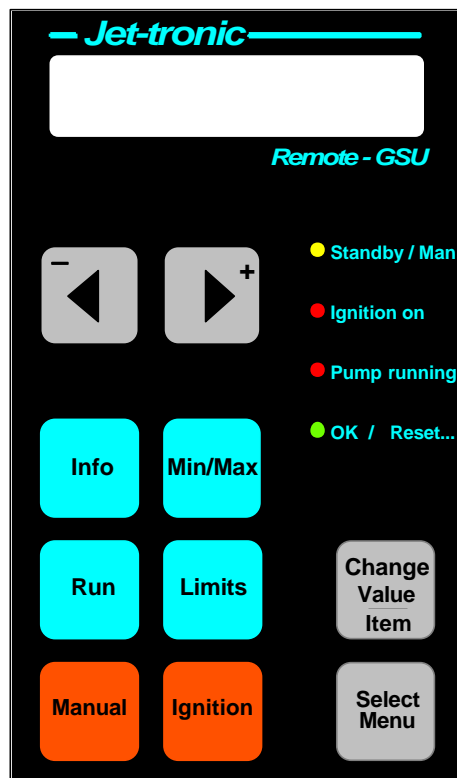 Jet-tronic
Remote - GSU
−
+
Standby / Man
Ignition on
Pump running
OK / Reset...
Info
Min/Max
Run
Limits
Change
Value
Item
Manual
Ignition
Select
Menu